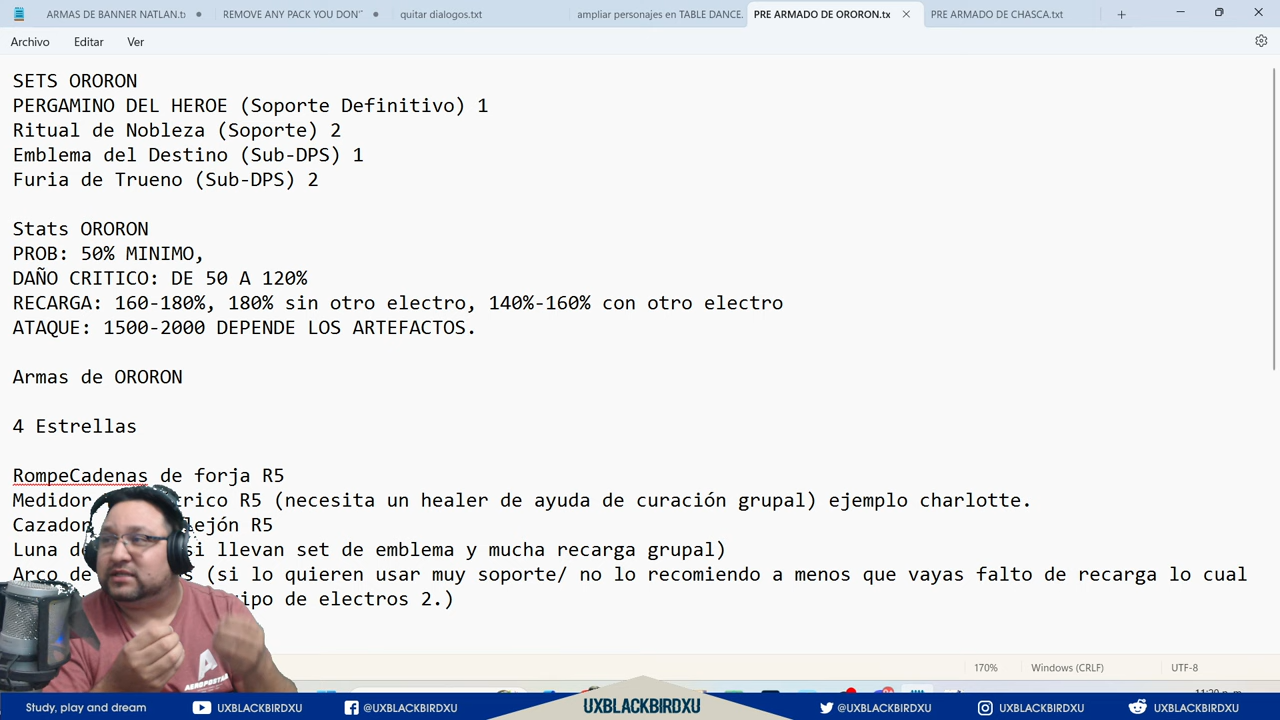 ARMAS DE BANNER NATLAN.t
REMOVE ANY PACK YOU DON'
quitar dialogos.txt
ampliar personajes en TABLE DANCE.
PRE ARMADO DE ORORON.tx
PRE ARMADO DE CHASCA.txt
Archivo Editar Ver
SETS ORORON
PERGAMINO DEL HEROE (Soporte Definitivo) 1
Ritual de Nobleza (Soporte) 2
Emblema del Destino (Sub-DPS) 1
Furia de Trueno (Sub-DPS) 2
Stats ORORON
PROB: 50% MINIMO,
DAÑO CRITICO: DE 50 A 120%
RECARGA: 160-180%, 180% sin otro electro, 140%-160% con otro electro
ATAQUE: 1500-2000 DEPENDE LOS ARTEFACTOS.
Armas de ORORON
4 Estrellas
RompeCadenas de forja R5
Medidor trico R5 (necesita un healer de ayuda de curación grupal) ejemplo charlotte.
Cazador lejón R5
Luna de si llevan set de emblema y mucha recarga grupal)
Arco de (si lo quieren usar muy soporte/ no lo recomiendo a menos que vayas falto de recarga lo cual
ipo de electros 2.)
170% Windows (CRLF) UTF-8
AEROPOSTAL
Study, play and dream UXBLACKBIRDXU @UXBLACKBIRDXU UXBLACKBIRDXU @UXBLACKBIRDXU UXBLACKBIRDXU UXBLACKBIRDXU